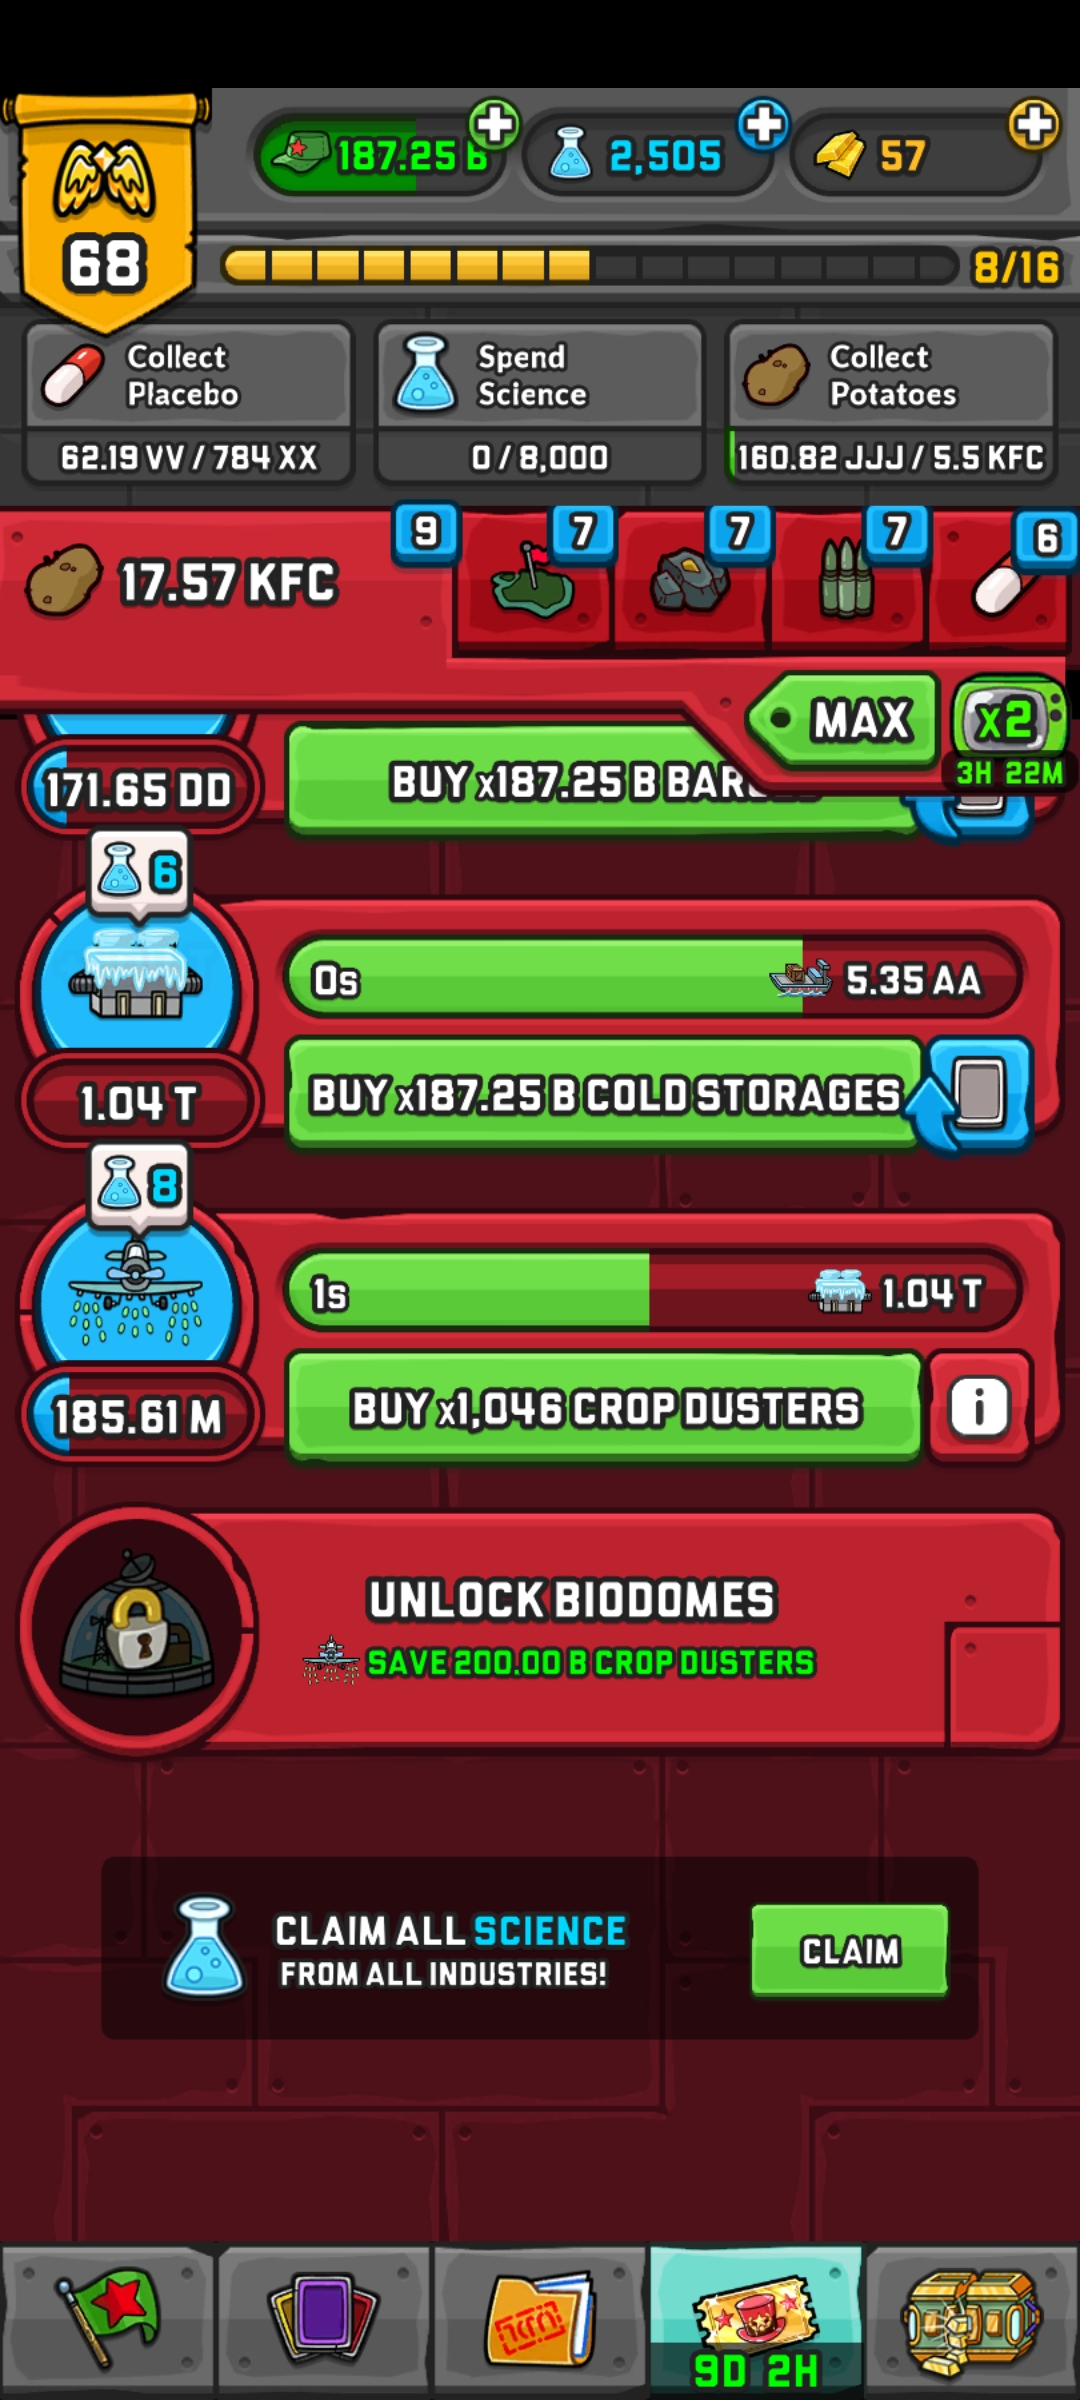 187.25 B
2,505
57
68
8/16
Collect
Placebo
62.19 VV / 784 XX
Spend
Science
0 / 8,000
Collect
Potatoes
160.82 JJJ / 5.5 KFC
17.57 KFC
9
7
7
7
6
MAX
x2
3H 22M
171.65 DD
BUY x187.25 B
6
0s
5.35 AA
1.04 T
BUY x187.25 B COLD STORAGES
8
1s
1.04 T
185.61 M
BUY x1,046 CROP DUSTERS
i
UNLOCK BIODOMES
SAVE 200.00 B CROP DUSTERS
CLAIM ALL SCIENCE
FROM ALL INDUSTRIES!
CLAIM
9D 2H